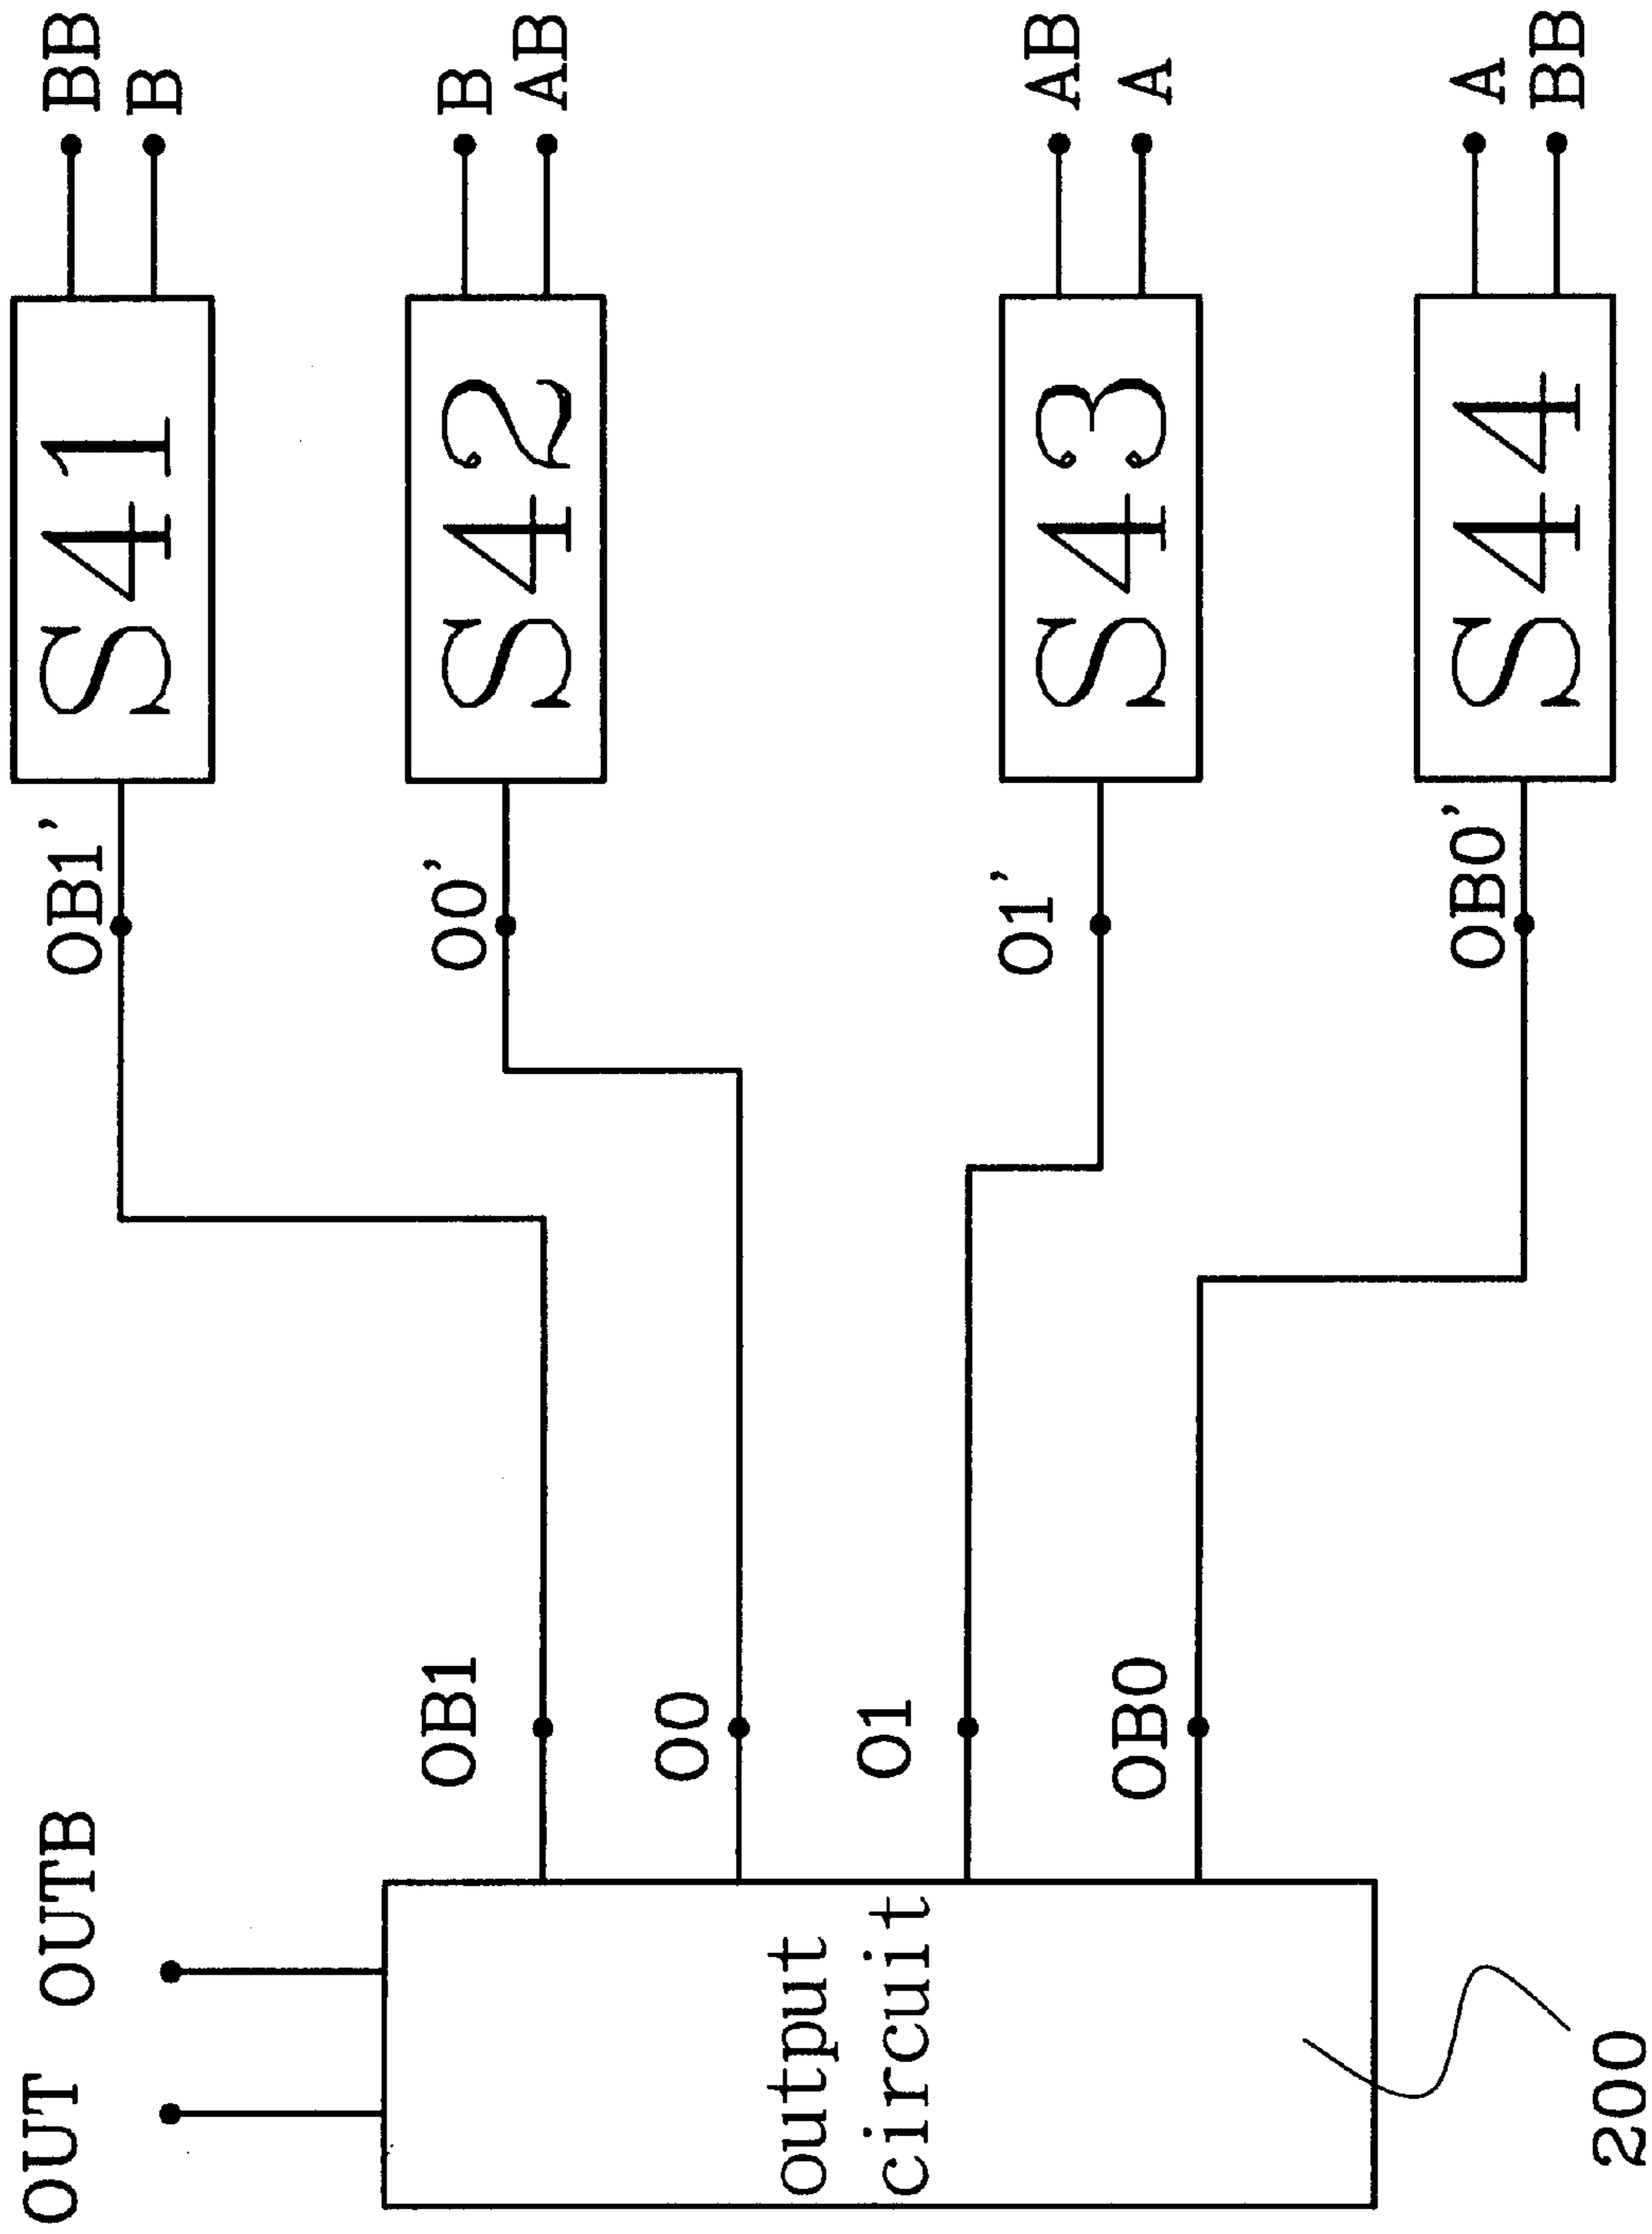 OUT
OUTB
OB1'
S41
BB
B
OB1
O0'
S42
B
AB
O0
output
circuit
O1
O1'
S43
AB
A
OB0
OB0'
S44
A
BB
200